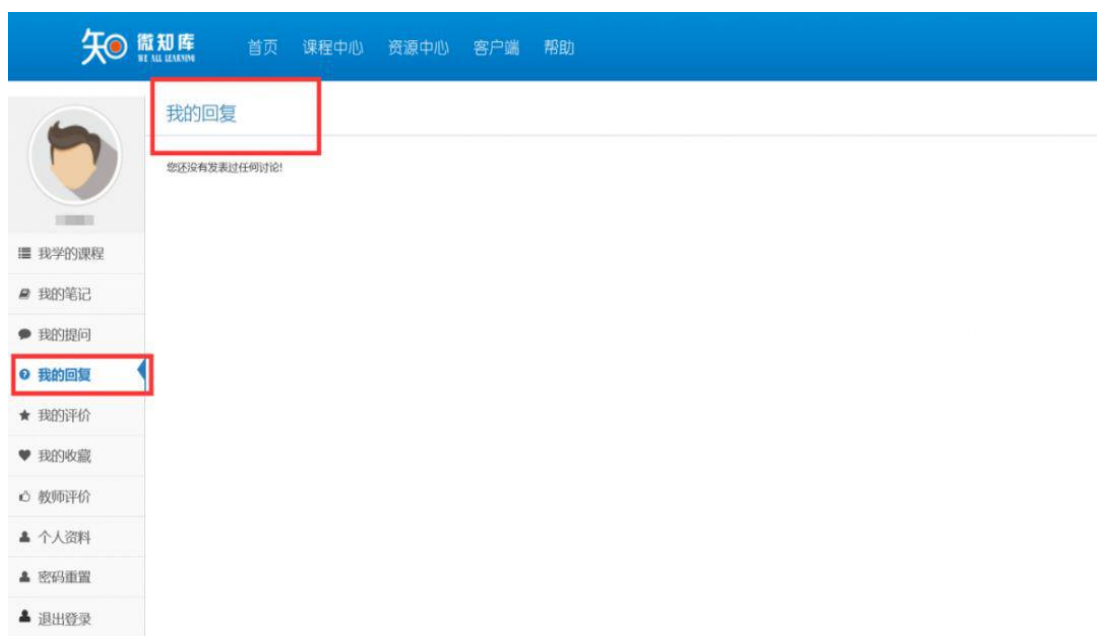 知 微知库
WE ALL LEARNING
首页 课程中心 资源中心 客户端 帮助
我的回复
您还没有发表过任何讨论!
我学的课程
我的笔记
我的提问
我的回复
我的评价
我的收藏
教师评价
个人资料
密码重置
退出登录